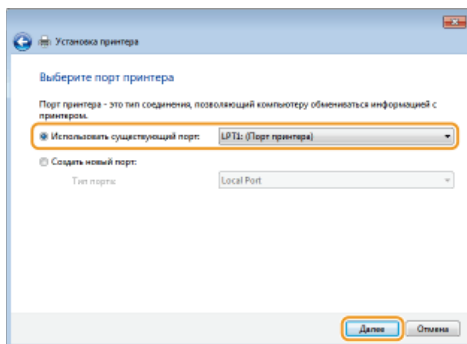 Установка принтера
Выберите порт принтера
Порт принтера - это тип соединения, позволяющий компьютеру обмениваться информацией с
принтером.
Использовать существующий порт: LPT1: (Порт принтера)
Создать новый порт:
Тип порта: Local Port
Далее Отмена